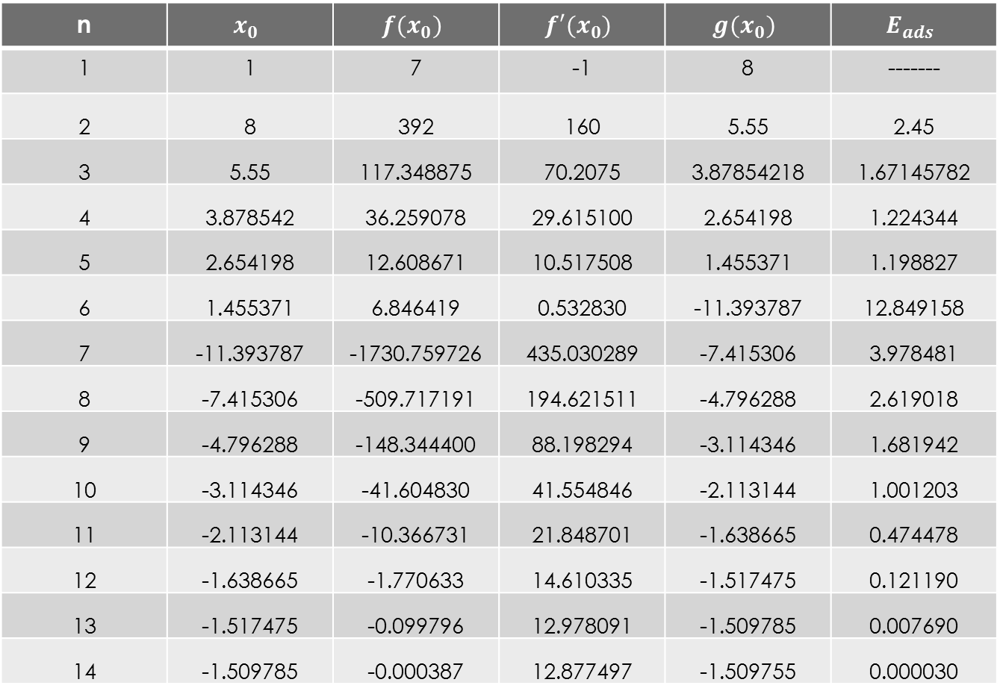 n x₀ f(x₀) f′(x₀) g(x₀) E_ads
1 1 7 -1 8 -------
2 8 392 160 5.55 2.45
3 5.55 117.348875 70.2075 3.87854218 1.67145782
4 3.878542 36.259078 29.615100 2.654198 1.224344
5 2.654198 12.608671 10.517508 1.455371 1.198827
6 1.455371 6.846419 0.532830 -11.393787 12.849158
7 -11.393787 -1730.759726 435.030289 -7.415306 3.978481
8 -7.415306 -509.717191 194.621511 -4.796288 2.619018
9 -4.796288 -148.344400 88.198294 -3.114346 1.681942
10 -3.114346 -41.604830 41.554846 -2.113144 1.001203
11 -2.113144 -10.366731 21.848701 -1.638665 0.474478
12 -1.638665 -1.770633 14.610335 -1.517475 0.121190
13 -1.517475 -0.099796 12.978091 -1.509785 0.007690
14 -1.509785 -0.000387 12.877497 -1.509755 0.000030